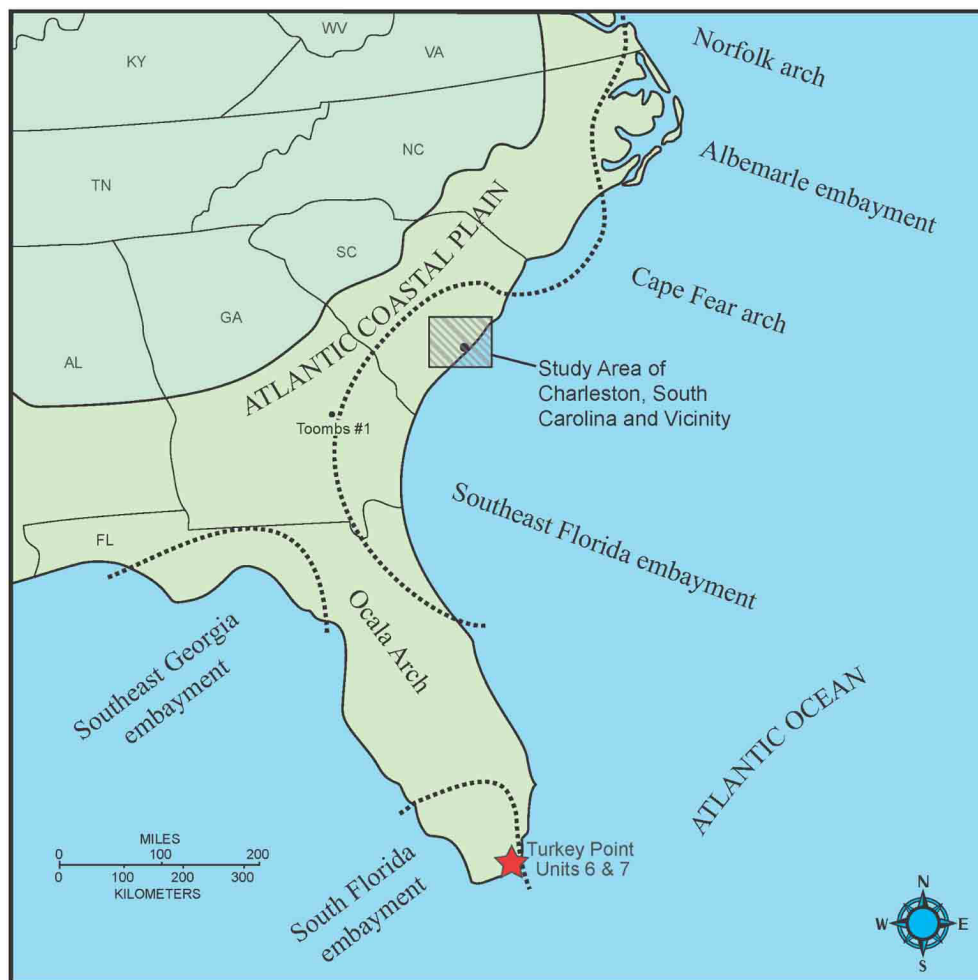 WV
KY
VA
Norfolk arch
NC
TN
Albemarle embayment
SC
ATLANTIC COASTAL PLAIN
Cape Fear arch
GA
AL
Study Area of
Charleston, South
Carolina and Vicinity
Toombs #1
Southeast Florida embayment
FL
Ocala Arch
Southeast Georgia
embayment
ATLANTIC OCEAN
MILES
0 100 200
0 100 200 300
KILOMETERS
South Florida
embayment
Turkey Point
Units 6 & 7
N
W E
S